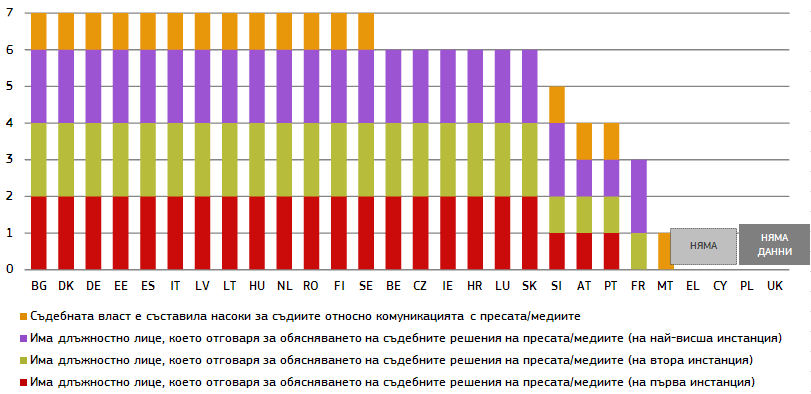 7
6
5
4
3
2
1
0
НЯМА
НЯМА
ДАННИ
BG DK DE EE ES IT LV LT HU NL RO FI SE BE CZ IE HR LU SK SI AT PT FR MT EL CY PL UK
Съдебната власт е съставила насоки за съдиите относно комуникацията с пресата/медиите
Има длъжностно лице, което отговаря за обясняването на съдебните решения на пресата/медиите (на най-висша инстанция)
Има длъжностно лице, което отговаря за обясняването на съдебните решения на пресата/медиите (на втора инстанция)
Има длъжностно лице, което отговаря за обясняването на съдебните решения на пресата/медиите (на първа инстанция)